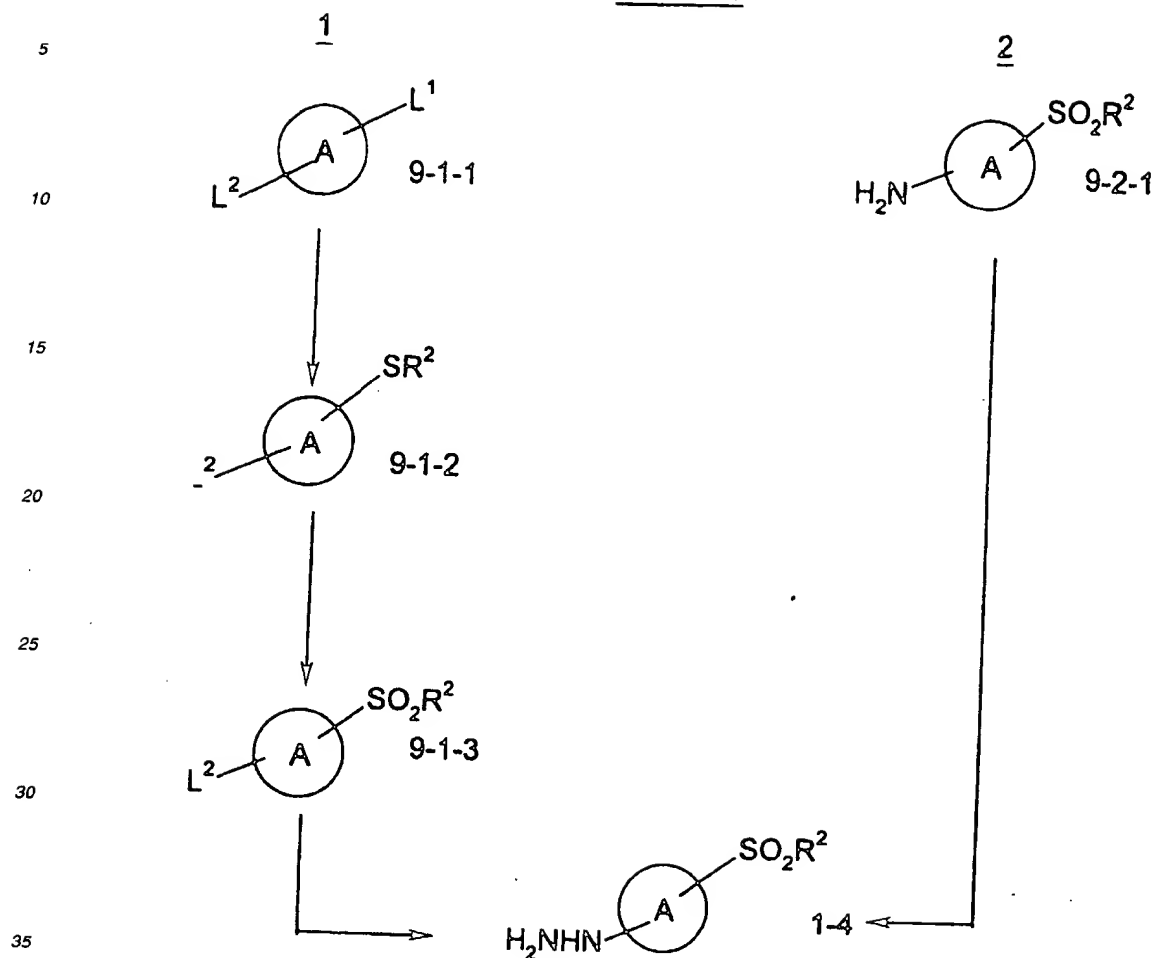 5
1
2
L¹
SO₂R²
A
9-1-1
A
9-2-1
L²
H₂N
10
15
SR²
A
9-1-2
-²
20
25
SO₂R²
A
9-1-3
L²
30
SO₂R²
A
1-4
H₂NHN
35